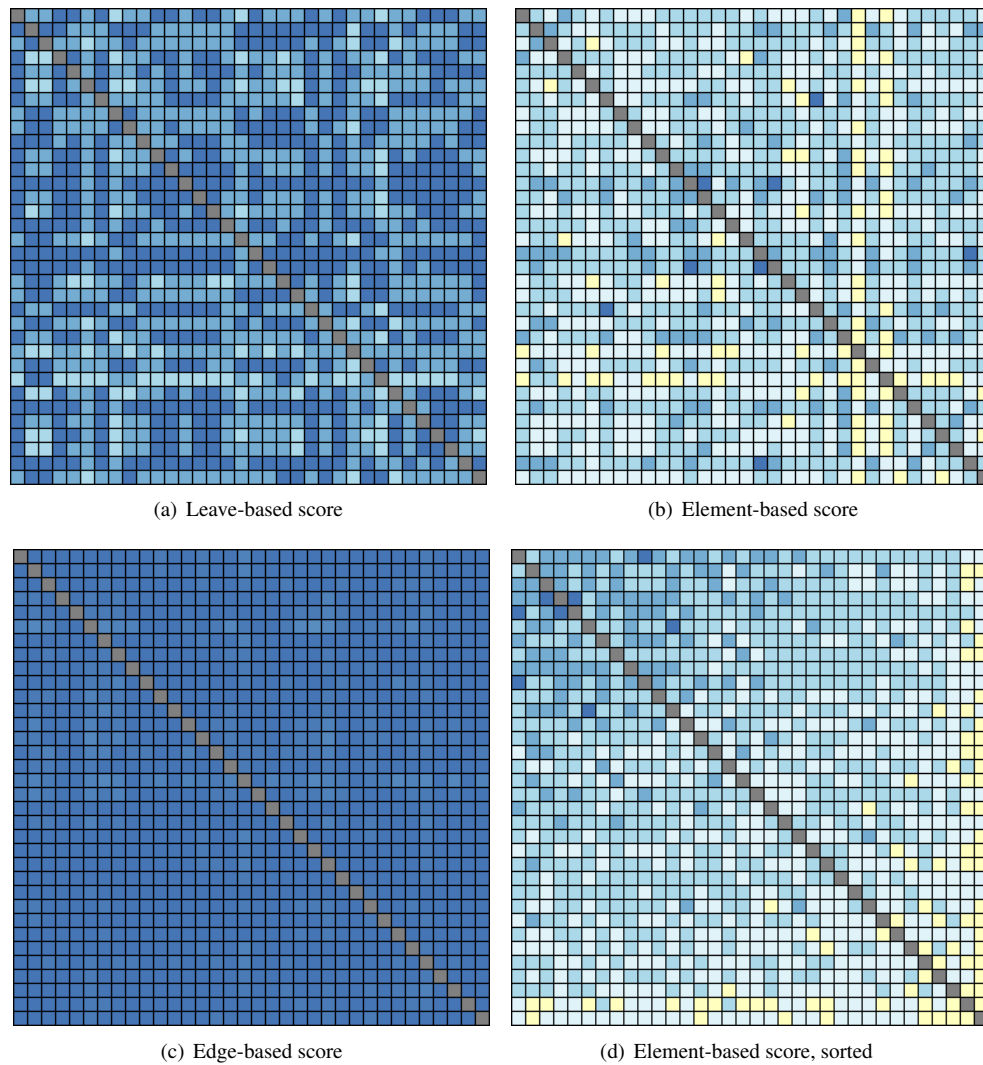 (a) Leave-based score
(b) Element-based score
(c) Edge-based score
(d) Element-based score, sorted